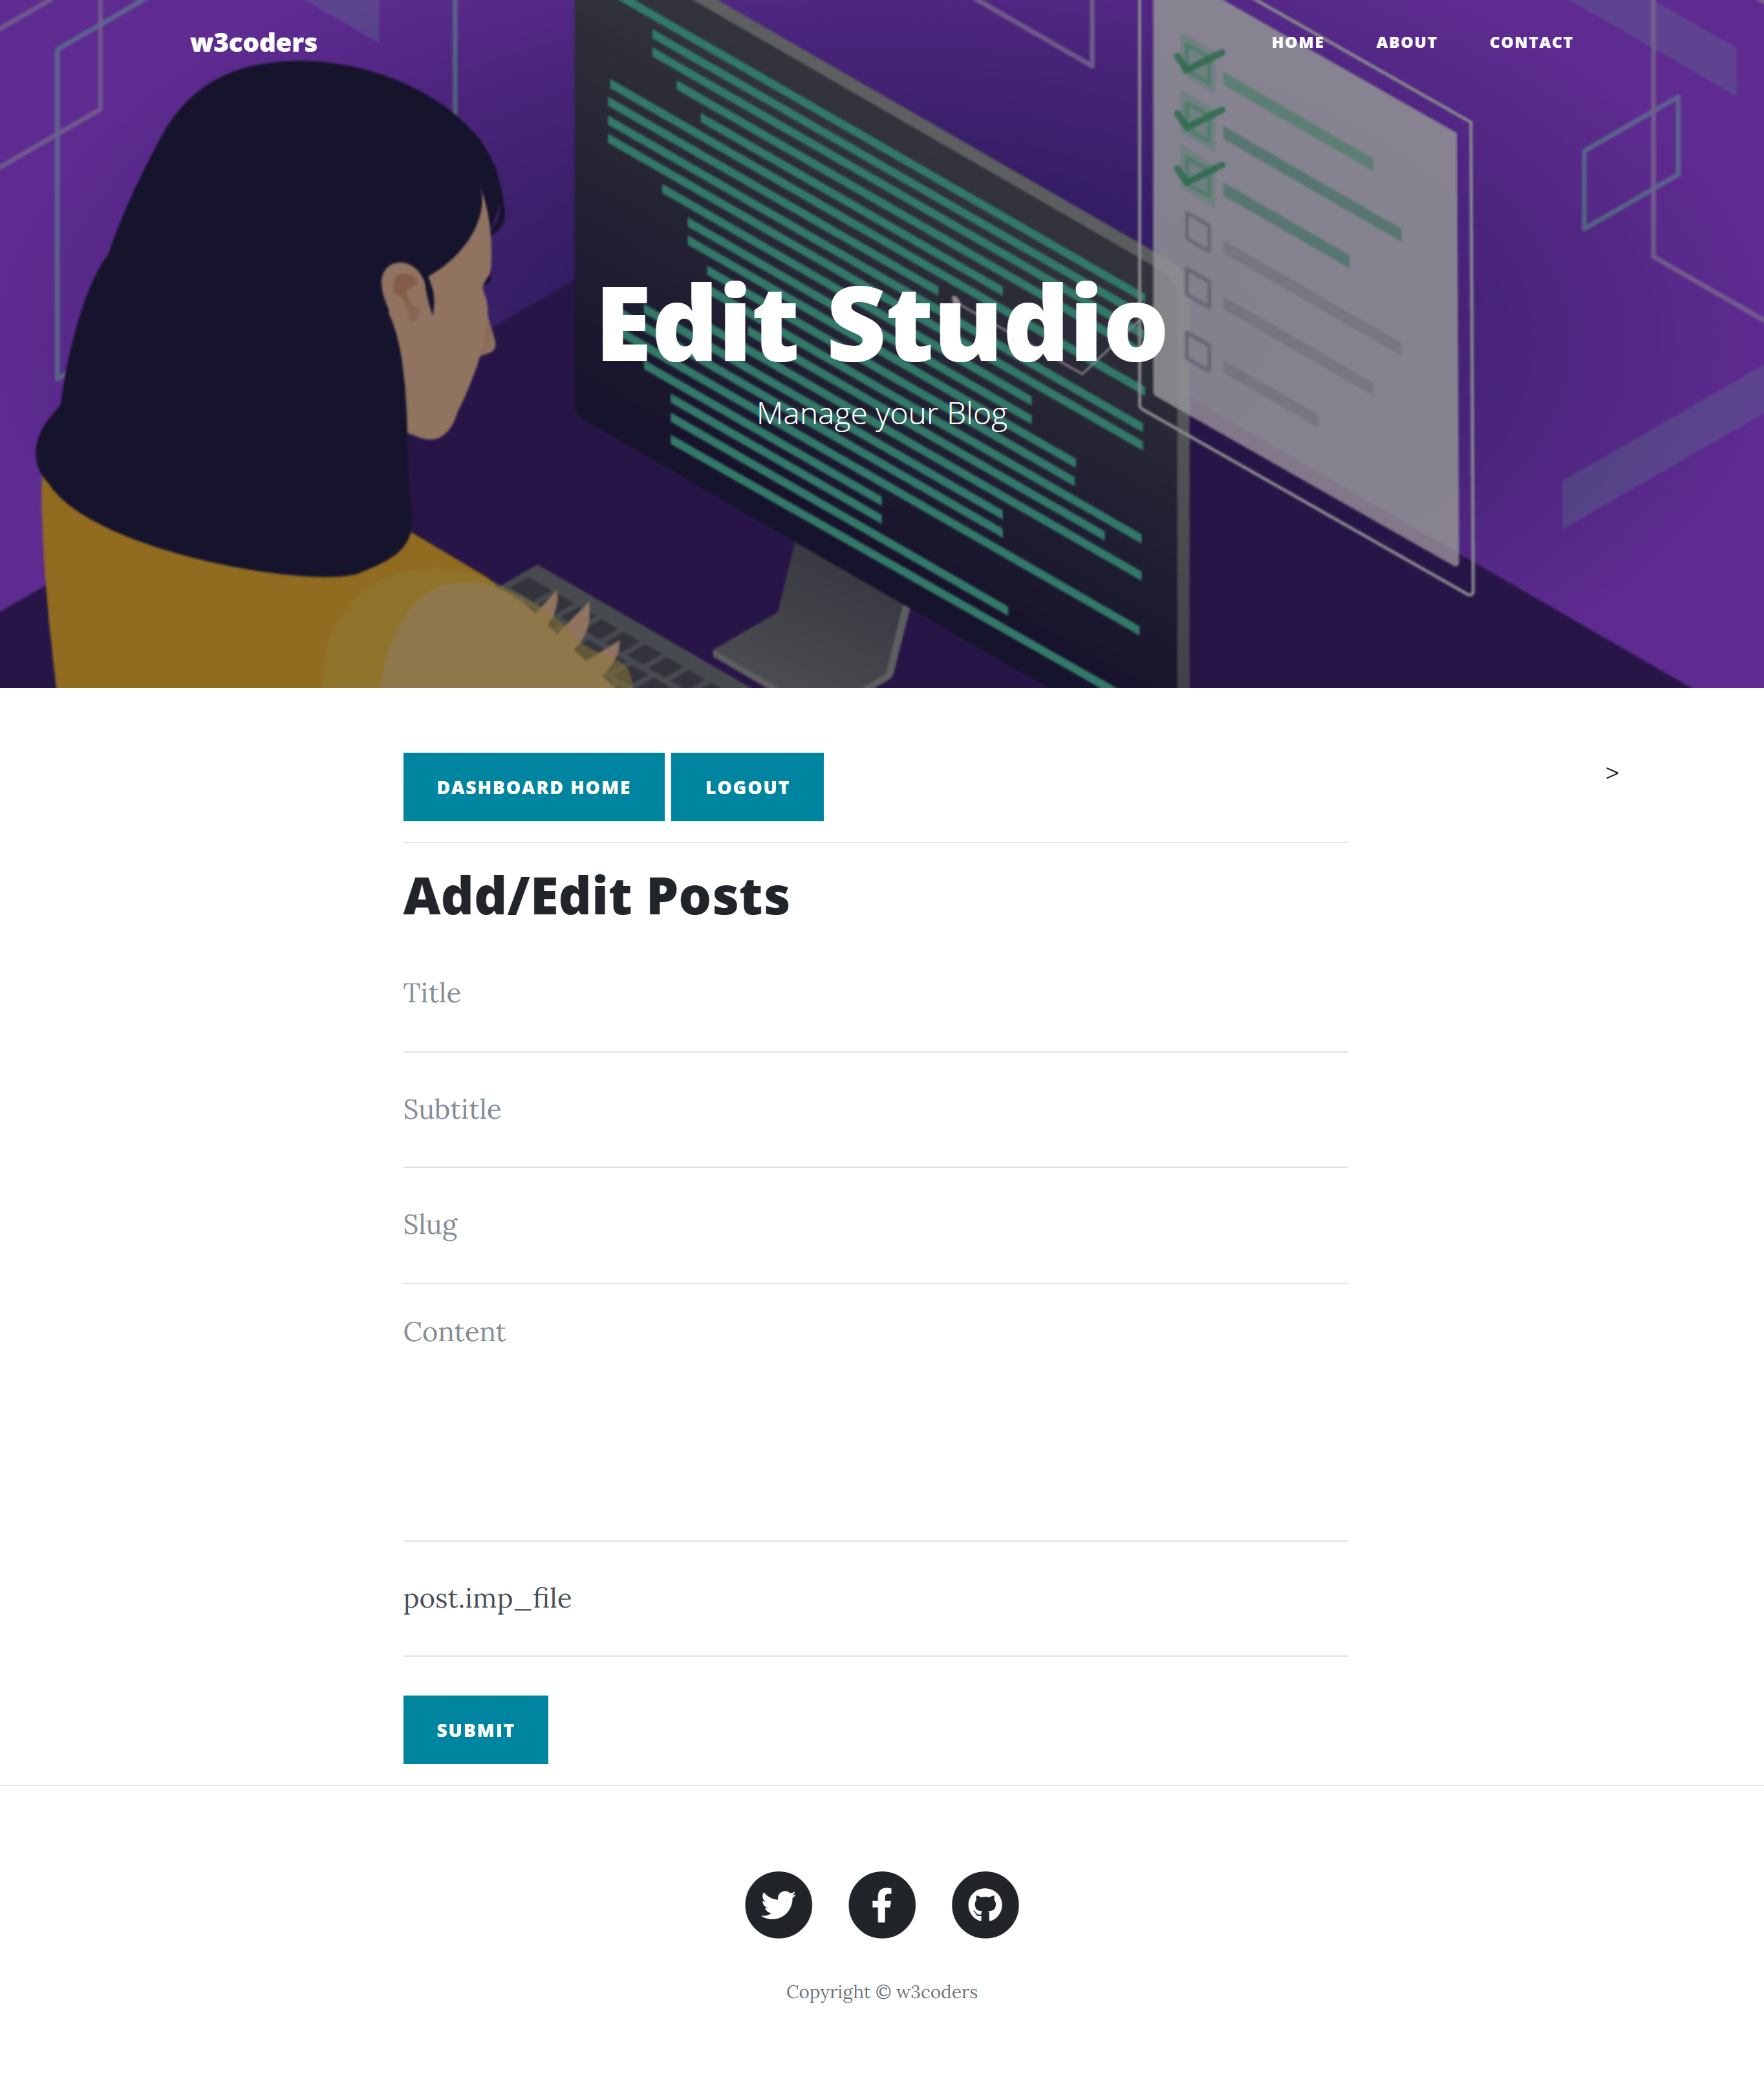 w3coders
HOME ABOUT CONTACT
Edit Studio
Manage your Blog
DASHBOARD HOME LOGOUT
>
Add/Edit Posts
Title
Subtitle
Slug
Content
post.imp_file
SUBMIT
Copyright © w3coders